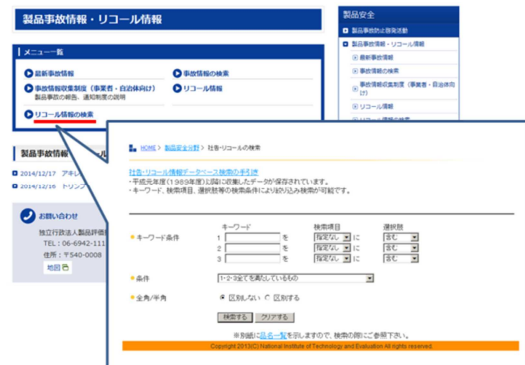 製品事故情報・リコール情報
メニュー一覧
最新事故情報
事故情報の検索
事故情報収集制度(事業者・自治体向け)
製品事故の報告、通知制度の説明
リコール情報
リコール情報の検索
製品事故情報
2014/12/17 アキレ
2014/12/16 トリンプ
お問い合わせ
独立行政法人製品評価
TEL:06-6942-111
住所:〒540-0008
地図
製品安全
製品事故防止啓発活動
製品事故情報・リコール情報
最新事故情報
事故情報の検索
事故情報収集制度(事業者・自治体向け)
リコール情報
HOME > 製品安全分野 > 社告・リコールの検索
社告・リコール情報データベース検索の手引き
・平成元年度(1989年度)以降に収集したデータが保存されています。
・キーワード、検索項目、選択肢等の検索条件により絞り込み検索が可能です。
キーワード 検索項目 選択肢
キーワード条件
1 を 指定なし に 含む
2 を 指定なし に 含む
3 を 指定なし に 含む
条件 1・2・3全てを満たしているもの
全角/半角 区別しない 区別する
検索する クリアする
※別紙に品名一覧を示しますので、検索の際にご参照下さい。
Copyright 2013(C) National Institute of Technology and Evaluation All rights reserved.